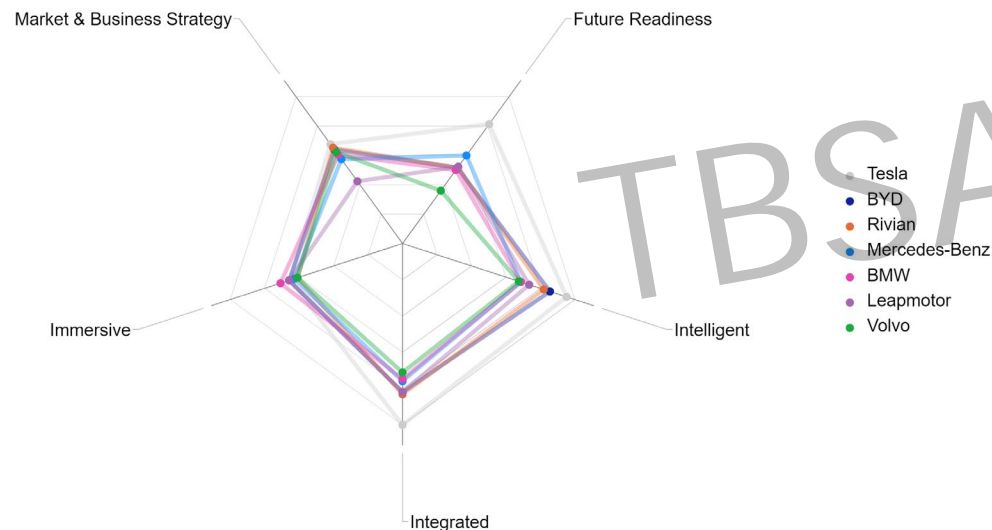 Market & Business Strategy
Future Readiness
TBSA
Tesla
BYD
Rivian
Mercedes-Benz
BMW
Leapmotor
Volvo
Immersive
Intelligent
Integrated